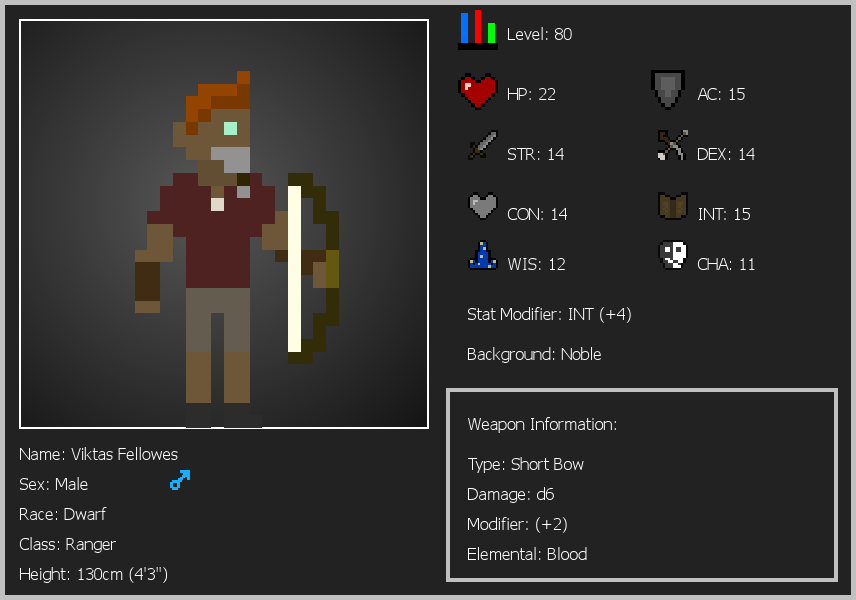 Level: 80
HP: 22
AC: 15
STR: 14
DEX: 14
CON: 14
INT: 15
WIS: 12
CHA: 11
Stat Modifier: INT (+4)
Background: Noble
Weapon Information:
Type: Short Bow
Damage: d6
Modifier: (+2)
Elemental: Blood
Name: Viktas Fellowes
Sex: Male
Race: Dwarf
Class: Ranger
Height: 130cm (4'3")